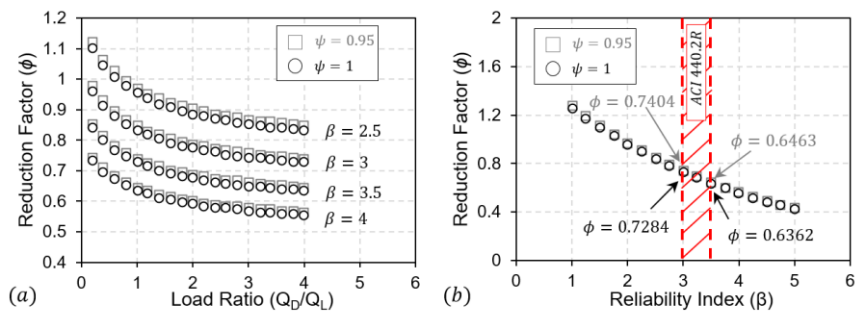 1.2
1.1
1
0.9
0.8
0.7
0.6
0.5
0.4
Reduction Factor (ϕ)
ψ = 0.95
ψ = 1
β = 2.5
β = 3
β = 3.5
β = 4
0 1 2 3 4 5 6
(a)
Load Ratio (Q_D/Q_L)
2
1.6
1.2
0.8
0.4
0
Reduction Factor (ϕ)
ψ = 0.95
ψ = 1
ACI 440.2R
ϕ = 0.7404
ϕ = 0.6463
ϕ = 0.7284
ϕ = 0.6362
0 1 2 3 4 5 6
(b)
Reliability Index (β)